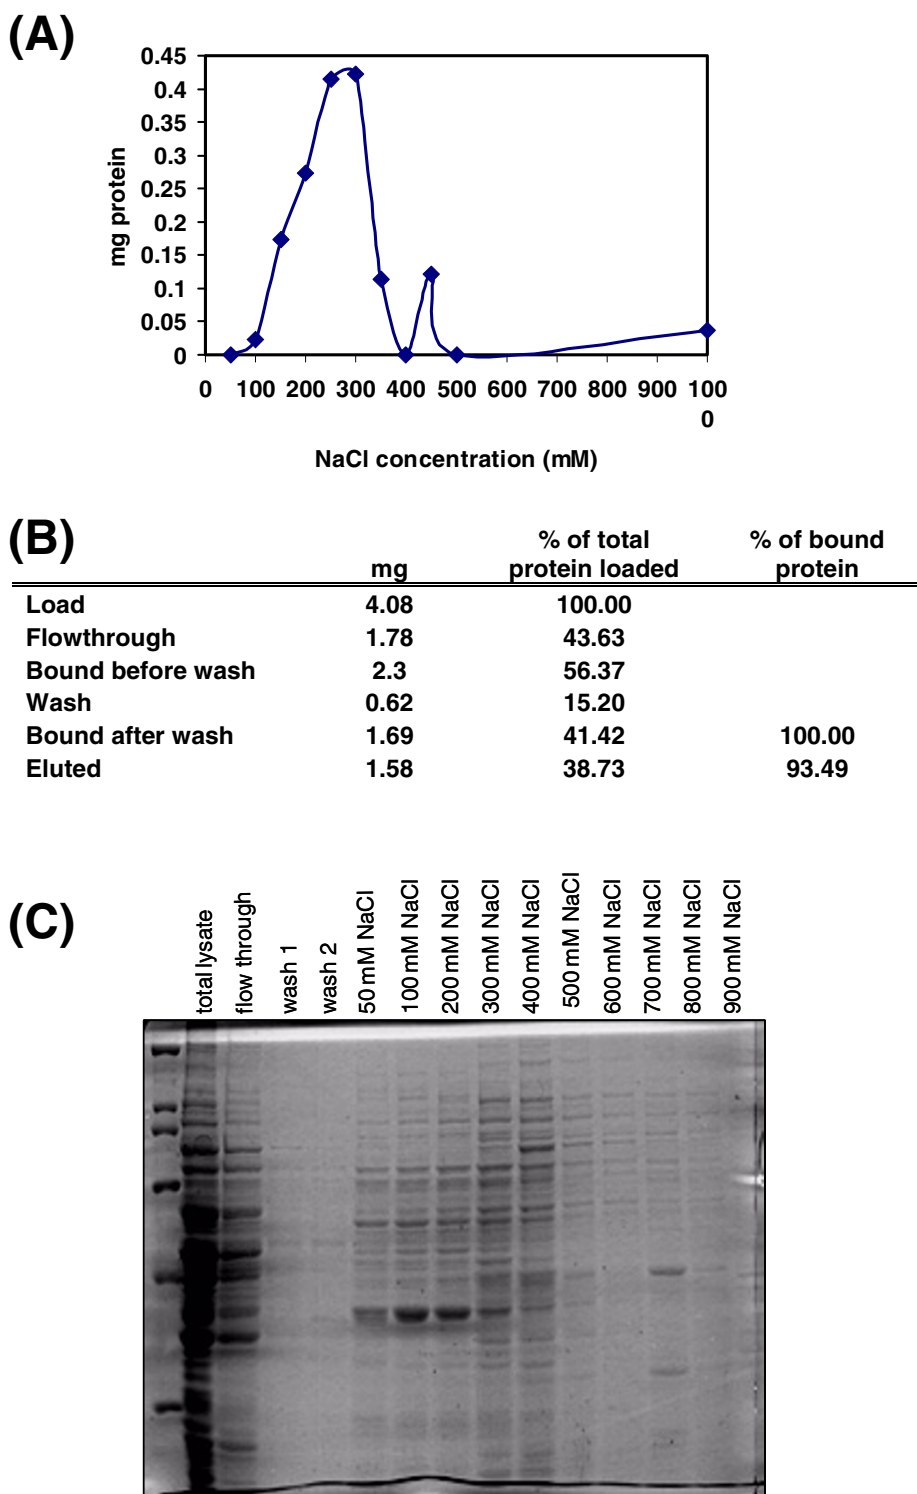 (A)
0.45
0.4
0.35
0.3
0.25
0.2
0.15
0.1
0.05
0
mg protein
0 100 200 300 400 500 600 700 800 900 100
0
NaCl concentration (mM)
(B)
% of total % of bound
mg protein loaded protein
Load 4.08 100.00
Flowthrough 1.78 43.63
Bound before wash 2.3 56.37
Wash 0.62 15.20
Bound after wash 1.69 41.42 100.00
Eluted 1.58 38.73 93.49
(C)
total lysate
flow through
wash 1
wash 2
50 mM NaCl
100 mM NaCl
200 mM NaCl
300 mM NaCl
400 mM NaCl
500 mM NaCl
600 mM NaCl
700 mM NaCl
800 mM NaCl
900 mM NaCl